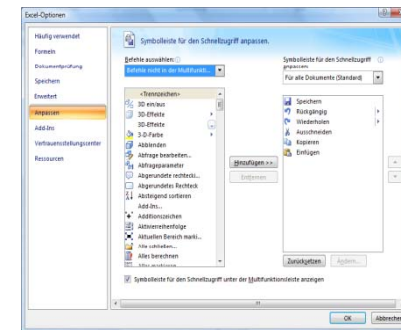 Excel-Optionen
Häufig verwendet
Formeln
Dokumentprüfung
Speichern
Erweitert
Anpassen
Add-Ins
Vertrauensstellungscenter
Ressourcen
Symbolleiste für den Schnellzugriff anpassen.
Befehle auswählen:
Befehle nicht in der Multifunkti...
<Trennzeichen>
3D ein/aus
3D-Effekte
3D-Effekte
3-D-Farbe
Abblenden
Abfrage bearbeiten...
Abfrageparameter
Abgerundete rechtecki...
Abgerundetes Rechteck
Absteigend sortieren
Add-Ins...
Additionszeichen
Aktivierreihenfolge
Aktuellen Bereich marki...
Alle schließen...
Alles berechnen
Alles markieren
Hinzufügen >>
Entfernen
Symbolleiste für den Schnellzugriff
anpassen:
Für alle Dokumente (Standard)
Speichern
Rückgängig
Wiederholen
Ausschneiden
Kopieren
Einfügen
Zurücksetzen
Ändern...
Symbolleiste für den Schnellzugriff unter der Multifunktionsleiste anzeigen
OK
Abbrechen